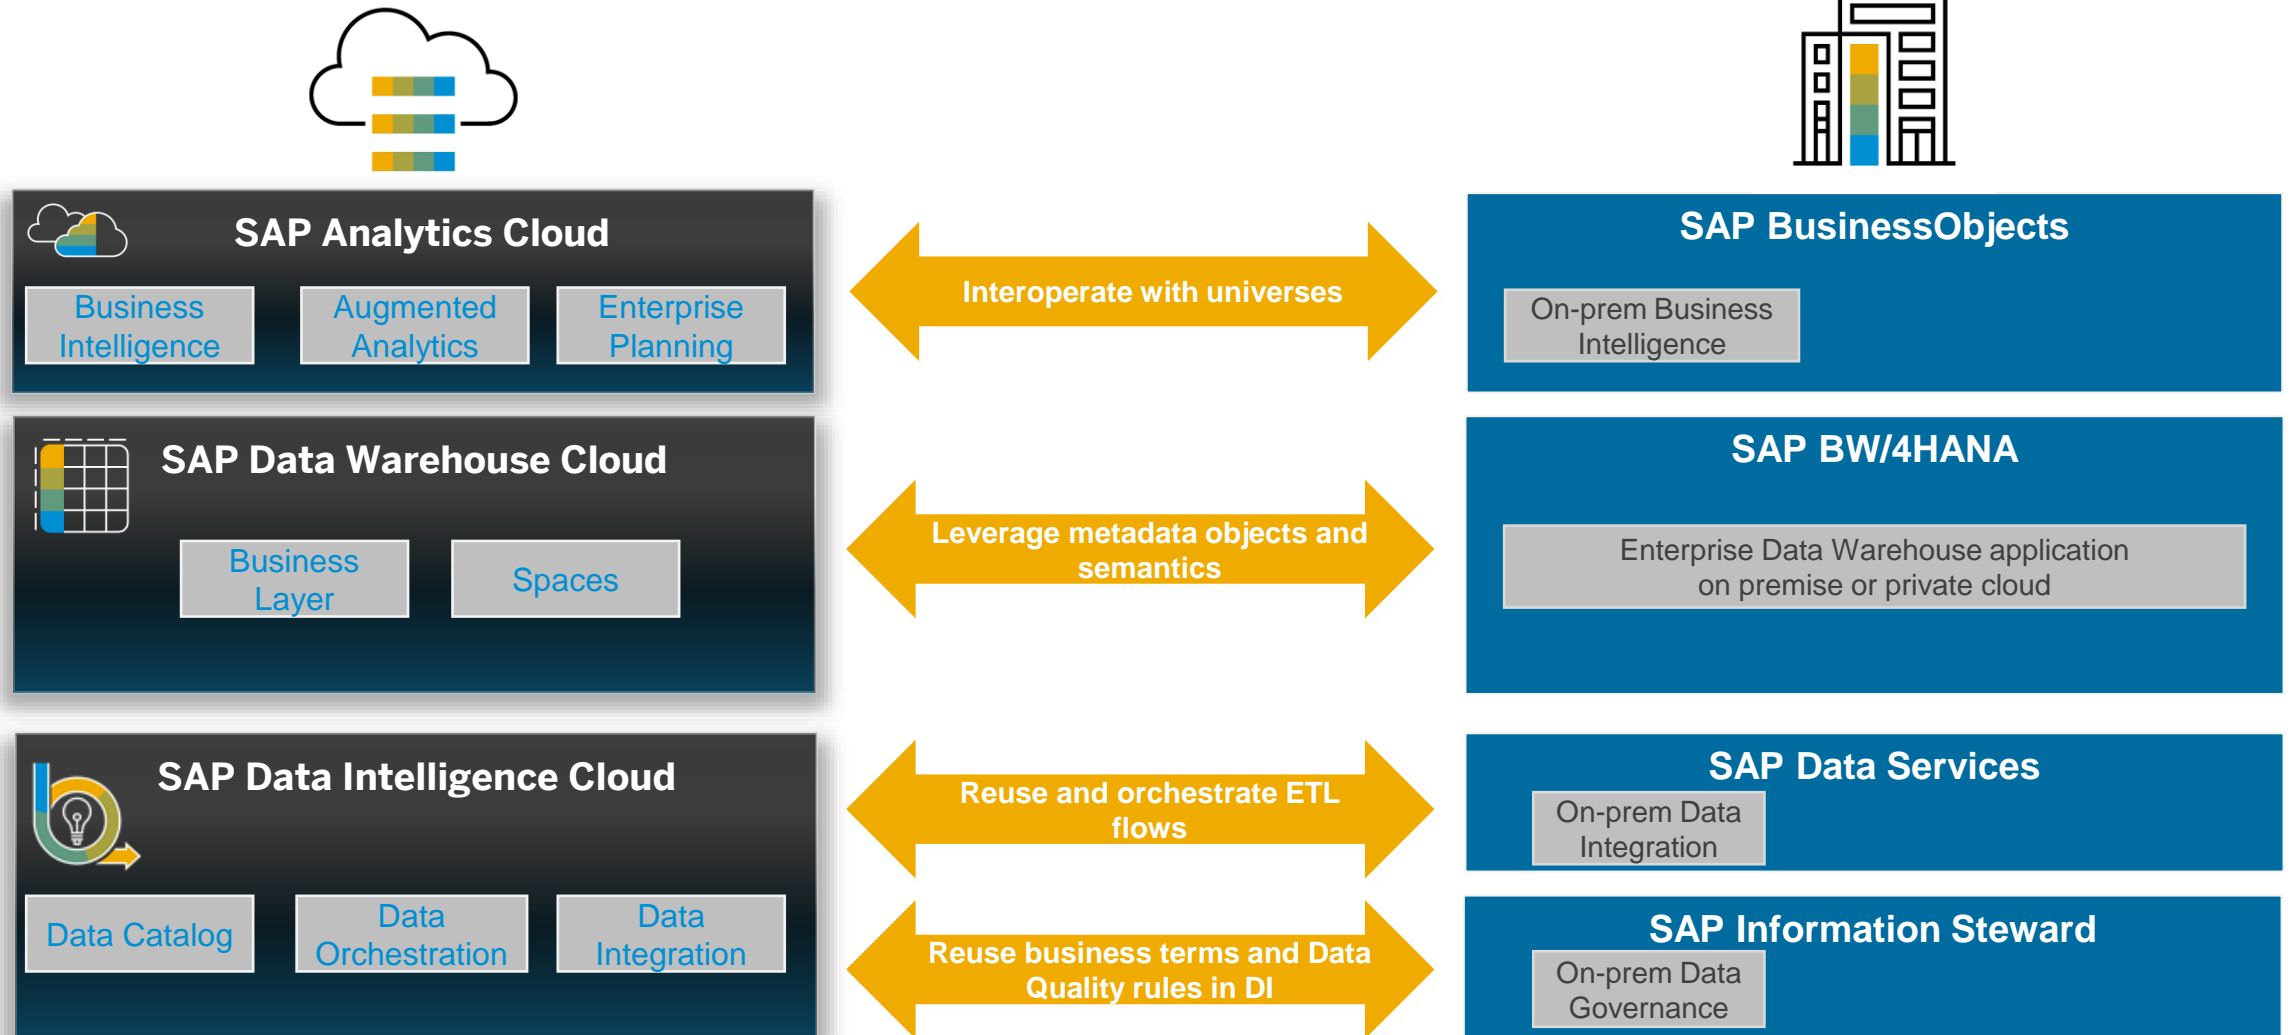 SAP Analytics Cloud
Business
Intelligence
Augmented
Analytics
Enterprise
Planning
Interoperate with universes
SAP BusinessObjects
On-prem Business
Intelligence
SAP Data Warehouse Cloud
Business
Layer
Spaces
Leverage metadata objects and
semantics
SAP BW/4HANA
Enterprise Data Warehouse application
on premise or private cloud
SAP Data Intelligence Cloud
Data Catalog
Data
Orchestration
Data
Integration
Reuse and orchestrate ETL
flows
SAP Data Services
On-prem Data
Integration
Reuse business terms and Data
Quality rules in DI
SAP Information Steward
On-prem Data
Governance